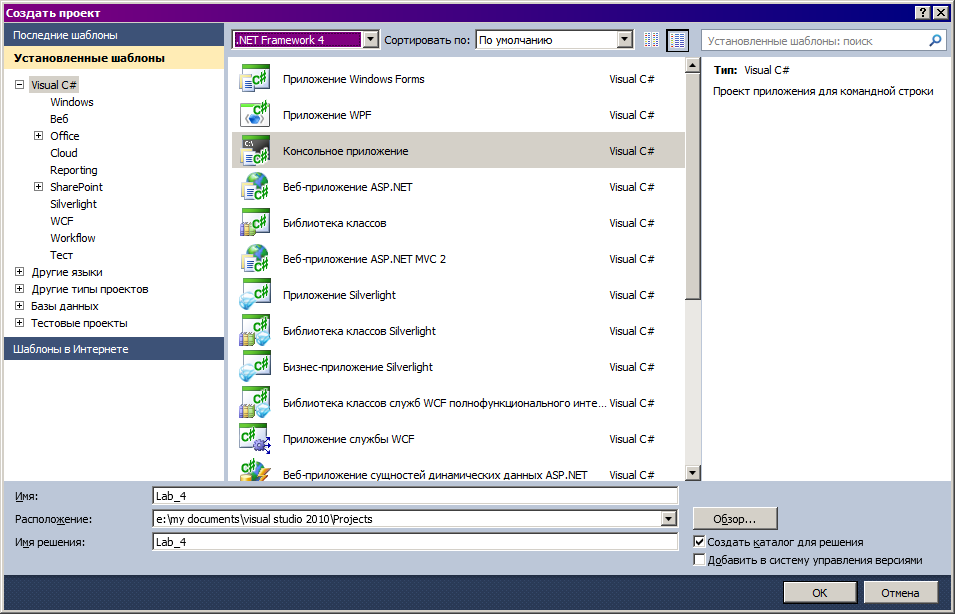 Создать проект
Последние шаблоны
Установленные шаблоны
Visual C#
Windows
Веб
Office
Cloud
Reporting
SharePoint
Silverlight
WCF
Workflow
Тест
Другие языки
Другие типы проектов
Базы данных
Тестовые проекты
Шаблоны в Интернете
.NET Framework 4 Сортировать по: По умолчанию
Установленные шаблоны: поиск
Приложение Windows Forms Visual C#
Приложение WPF Visual C#
Консольное приложение Visual C#
Веб-приложение ASP.NET Visual C#
Библиотека классов Visual C#
Веб-приложение ASP.NET MVC 2 Visual C#
Приложение Silverlight Visual C#
Библиотека классов Silverlight Visual C#
Бизнес-приложение Silverlight Visual C#
Библиотека классов служб WCF полнофункционального инте... Visual C#
Приложение службы WCF Visual C#
Веб-приложение сущностей динамических данных ASP.NET Visual C#
Тип: Visual C#
Проект приложения для командной строки
Имя: Lab_4
Расположение: e:\my documents\visual studio 2010\Projects Обзор...
Имя решения: Lab_4
Создать каталог для решения
Добавить в систему управления версиями
OK Отмена